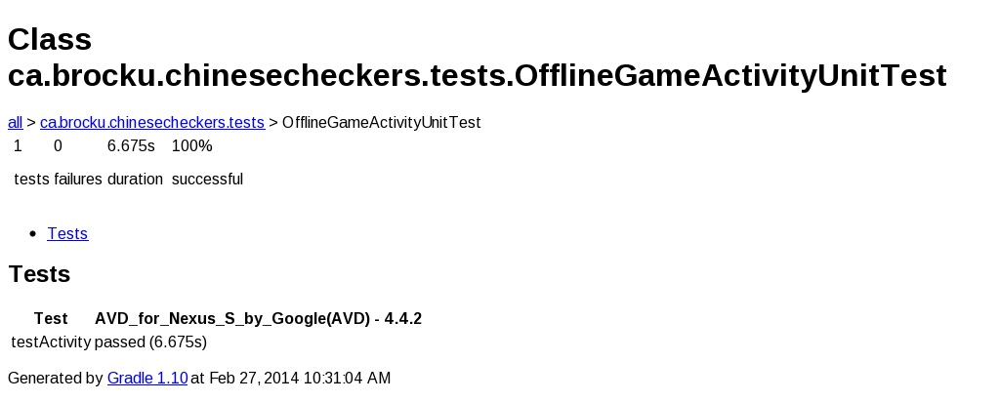 Class
ca.brocku.chinesecheckers.tests.OfflineGameActivityUnitTest
all > ca.brocku.chinesecheckers.tests > OfflineGameActivityUnitTest
1 0 6.675s 100%
tests failures duration successful
• Tests
Tests
Test AVD_for_Nexus_S_by_Google(AVD) - 4.4.2
testActivity passed (6.675s)
Generated by Gradle 1.10 at Feb 27, 2014 10:31:04 AM